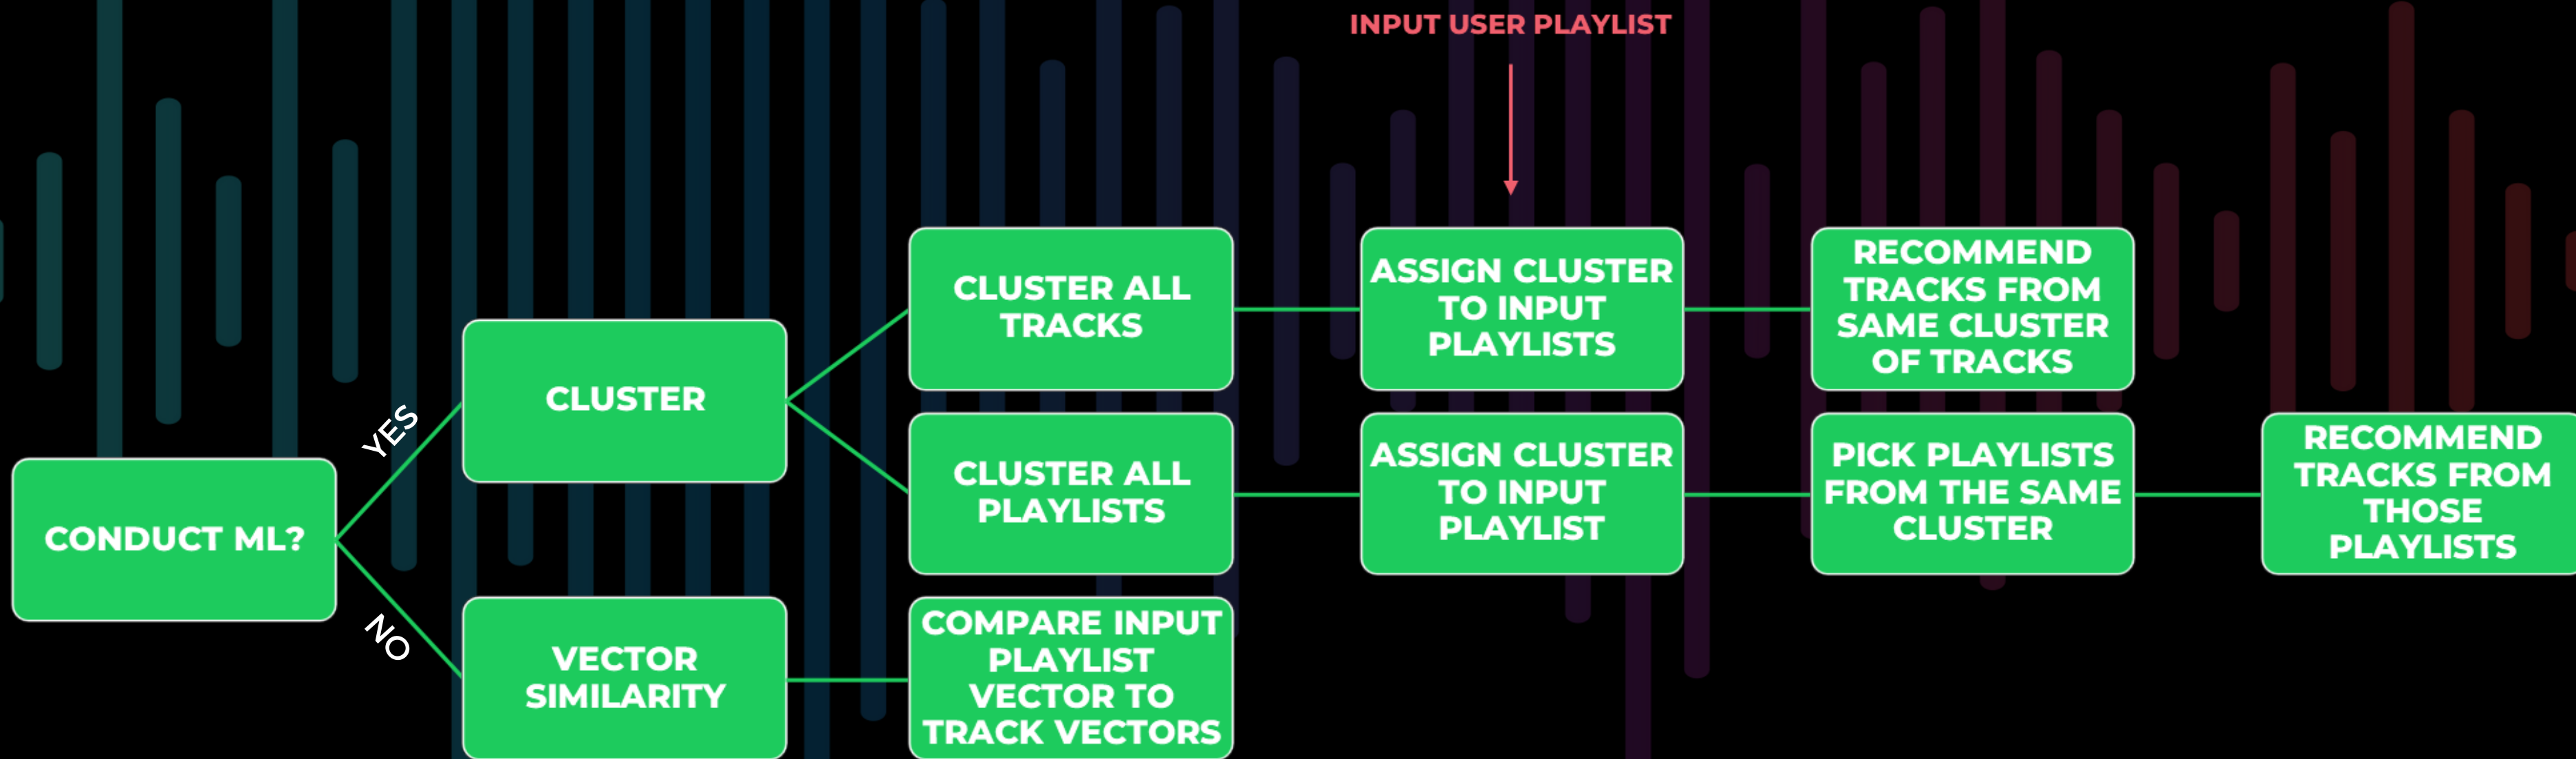 INPUT USER PLAYLIST
CONDUCT ML?
YES
NO
CLUSTER
CLUSTER ALL
TRACKS
ASSIGN CLUSTER
TO INPUT
PLAYLISTS
RECOMMEND
TRACKS FROM
SAME CLUSTER
OF TRACKS
CLUSTER ALL
PLAYLISTS
ASSIGN CLUSTER
TO INPUT
PLAYLIST
PICK PLAYLISTS
FROM THE SAME
CLUSTER
RECOMMEND
TRACKS FROM
THOSE
PLAYLISTS
VECTOR
SIMILARITY
COMPARE INPUT
PLAYLIST
VECTOR TO
TRACK VECTORS